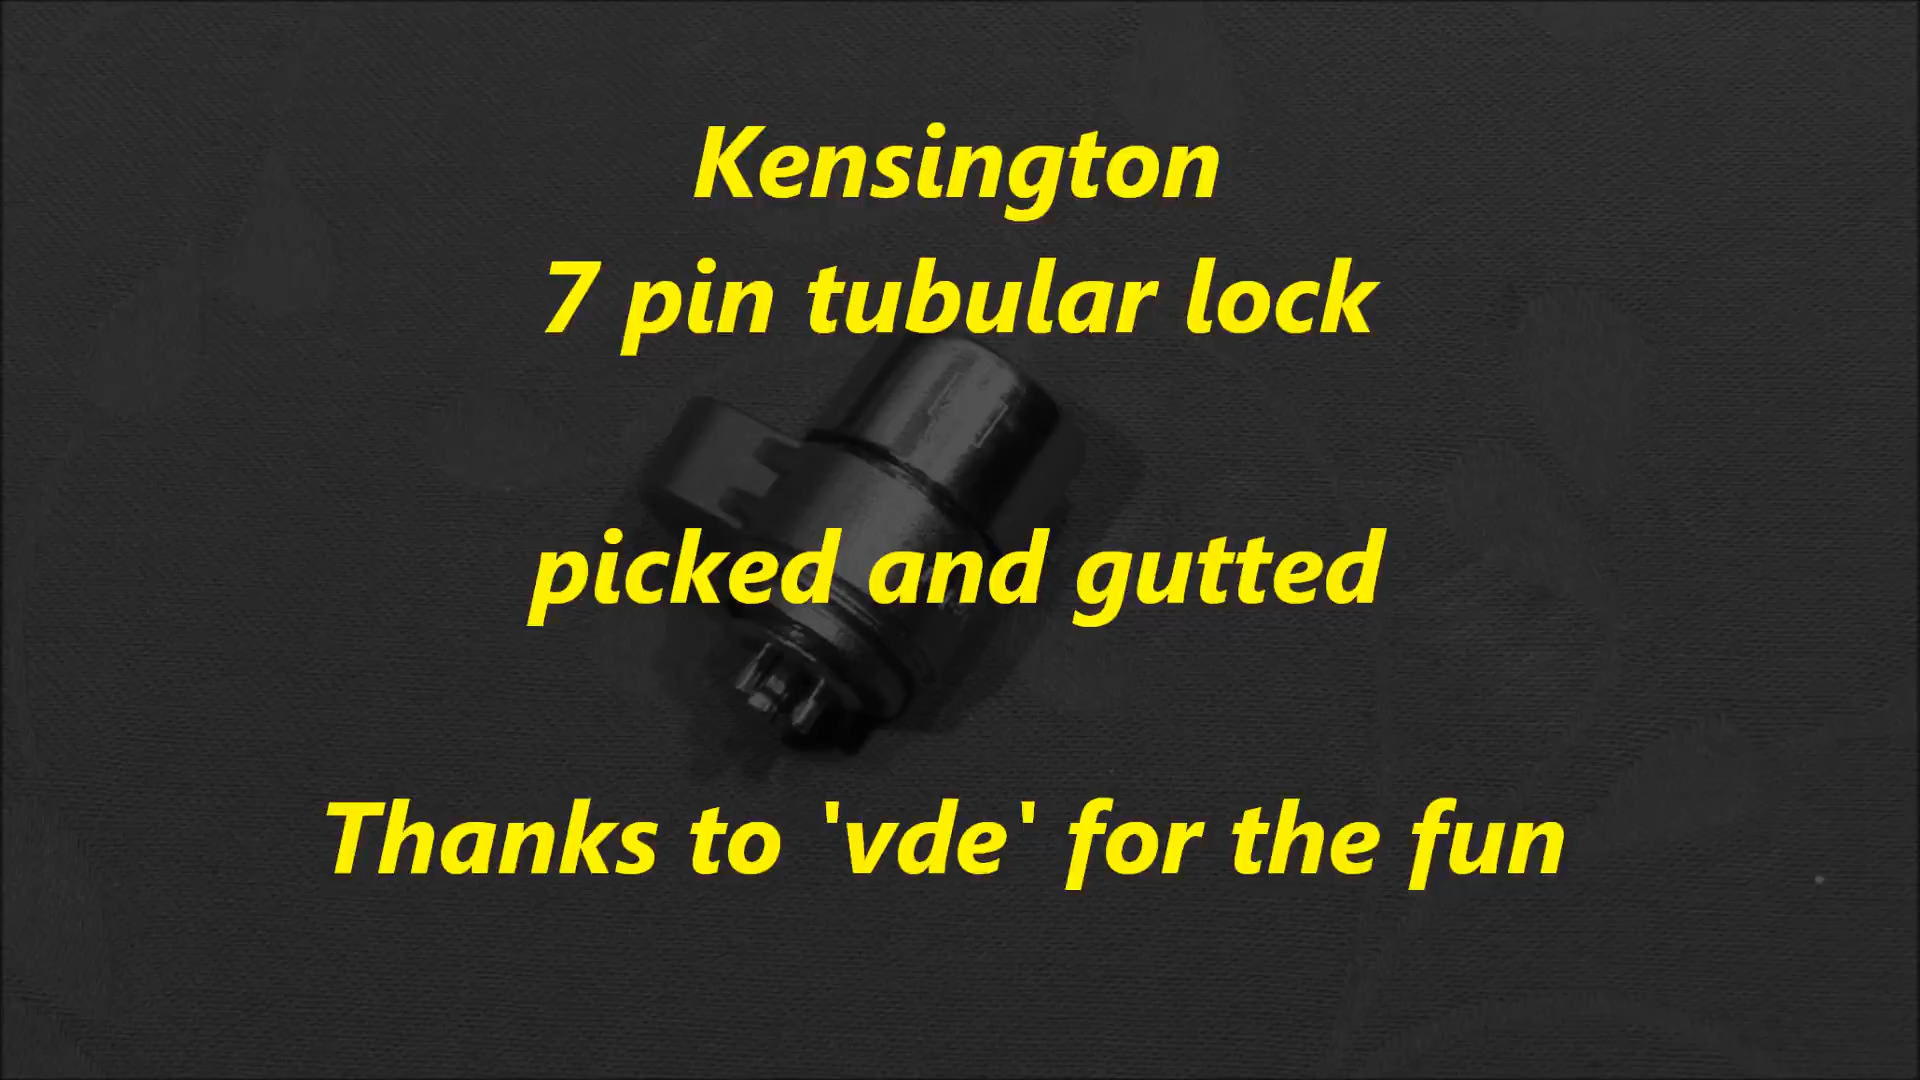 Kensington
7 pin tubular lock
picked and gutted
Thanks to 'vde' for the fun